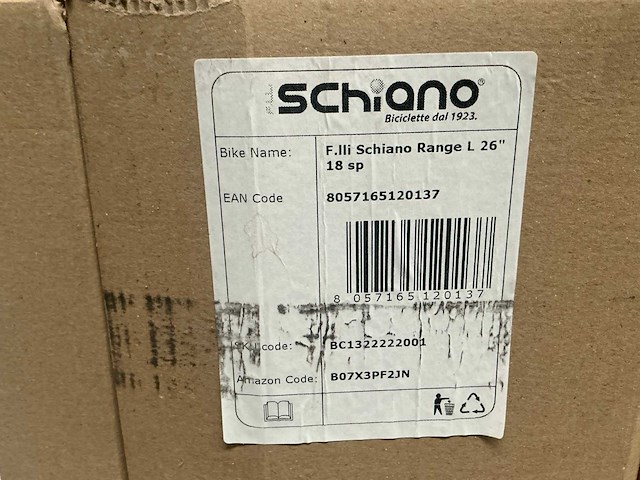 SCHIANO®
Biciclette dal 1923.
Bike Name: F.lli Schiano Range L 26"
18 sp
EAN Code 8057165120137
8 057165 120137
SKU code: BC1322222001
Amazon Code: B07X3PF2JN